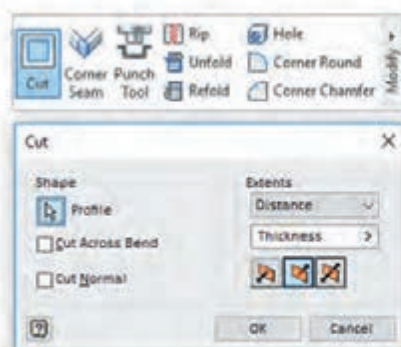 Cut
Corner Seam
Punch Tool
Rip
Unfold
Refold
Hole
Corner Round
Corner Chamfer
Modify
Cut
Shape
Profile
Cut Across Bend
Cut Normal
Extents
Distance
Thickness
OK
Cancel